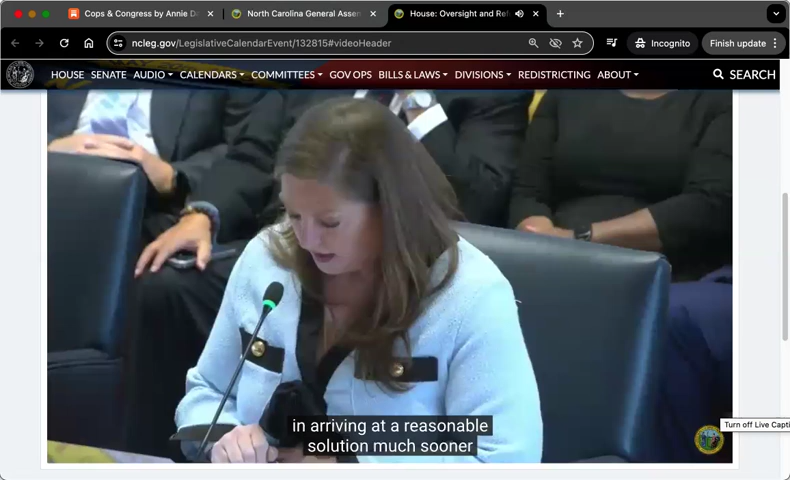 Cops & Congress by Annie D
North Carolina General Assen
House: Oversight and Ref
ncleg.gov/LegislativeCalendarEvent/132815#videoHeader
Incognito
Finish update
HOUSE SENATE AUDIO CALENDARS COMMITTEES GOV OPS BILLS & LAWS DIVISIONS REDISTRICTING ABOUT SEARCH
in arriving at a reasonable
solution much sooner
Turn off Live Capti